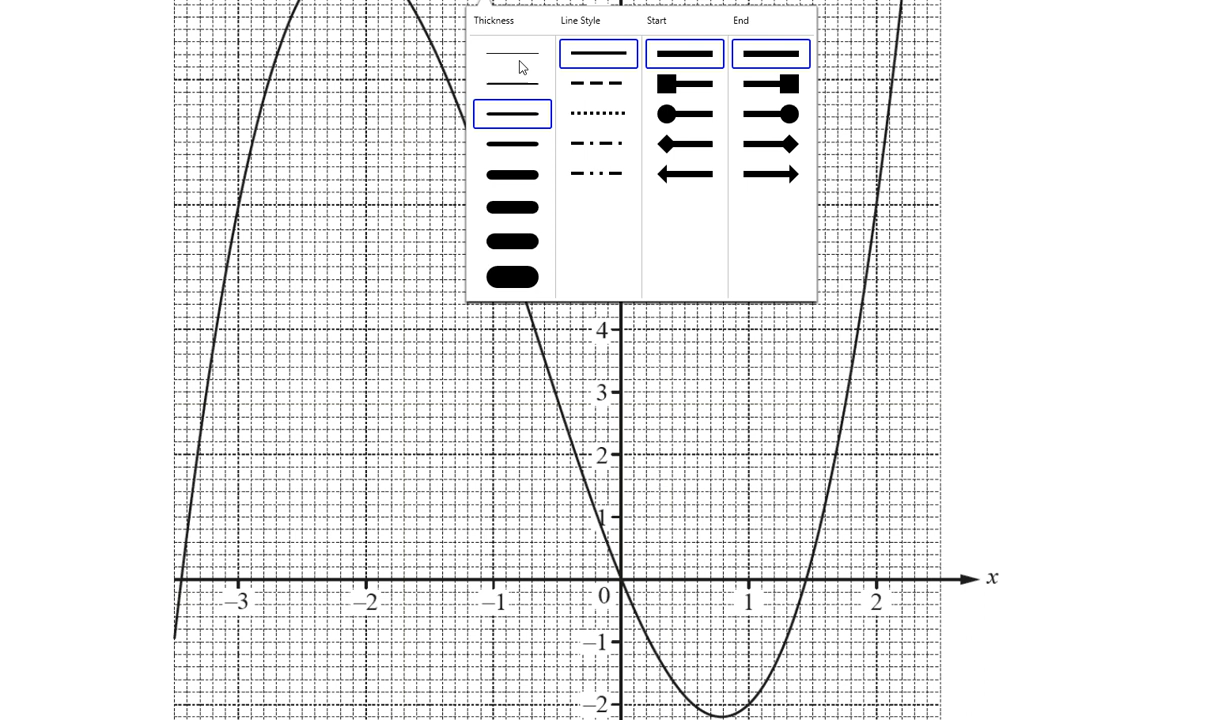 Thickness Line Style Start End
4
3
2
1
x
–3 –2 –1 0 1 2
–1
–2